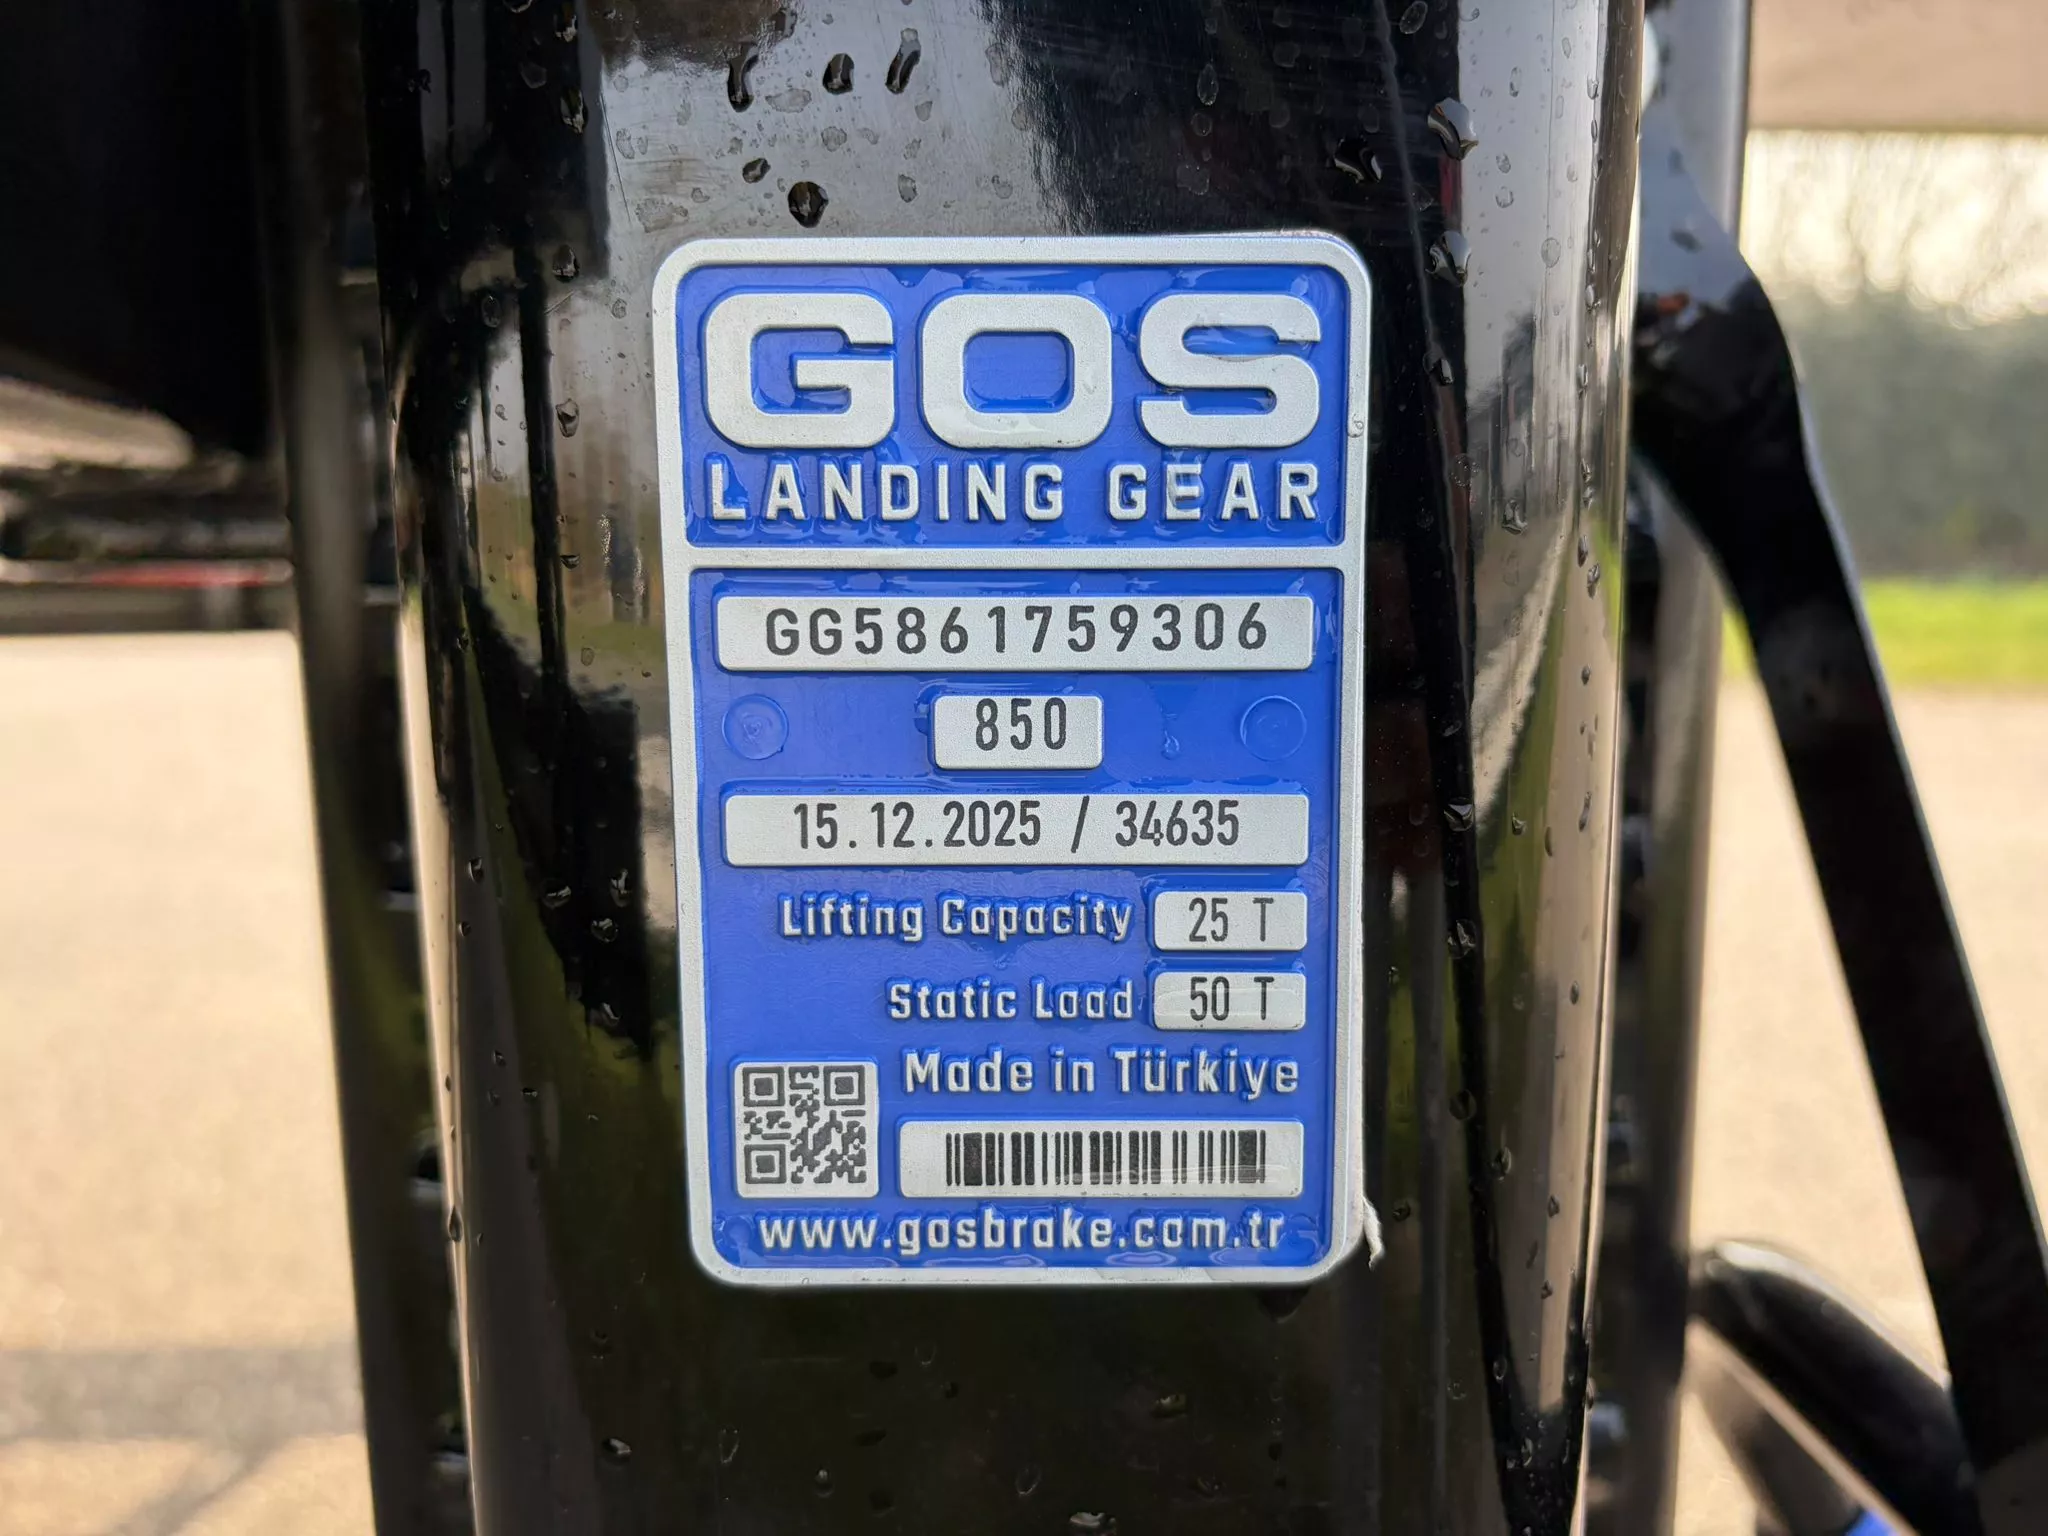 GOS
LANDING GEAR
GG5861759306
850
15.12.2025 / 34635
Lifting Capacity 25 T
Static Load 50 T
Made in Türkiye
www.gosbrake.com.tr